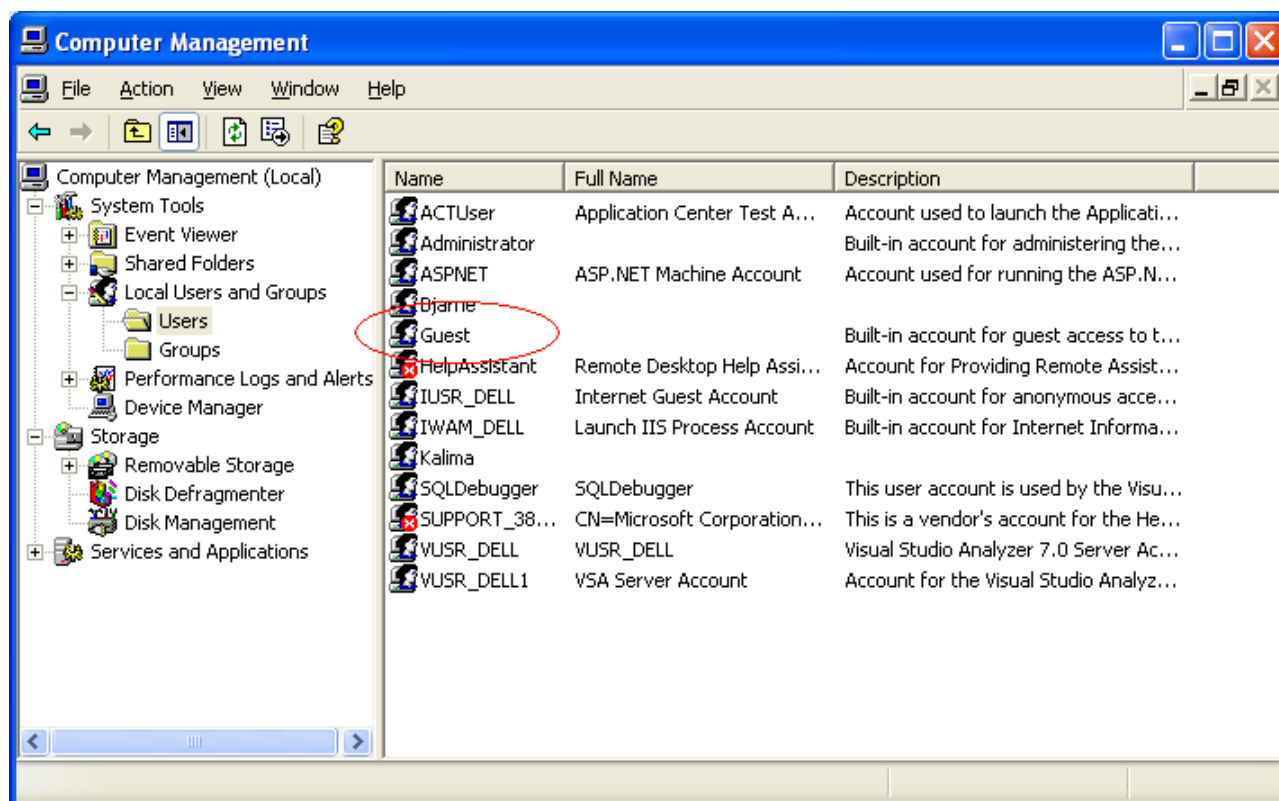 Computer Management
File Action View Window Help
Computer Management (Local)
System Tools
Event Viewer
Shared Folders
Local Users and Groups
Users
Groups
Performance Logs and Alerts
Device Manager
Storage
Removable Storage
Disk Defragmenter
Disk Management
Services and Applications
Name Full Name Description
ACTUser Application Center Test A... Account used to launch the Applicati...
Administrator Built-in account for administering the...
ASPNET ASP.NET Machine Account Account used for running the ASP.N...
Bjarne
Guest Built-in account for guest access to t...
HelpAssistant Remote Desktop Help Assi... Account for Providing Remote Assist...
IUSR_DELL Internet Guest Account Built-in account for anonymous acce...
IWAM_DELL Launch IIS Process Account Built-in account for Internet Informa...
Kalima
SQLDebugger SQLDebugger This user account is used by the Visu...
SUPPORT_38... CN=Microsoft Corporation... This is a vendor's account for the He...
VUSR_DELL VUSR_DELL Visual Studio Analyzer 7.0 Server Ac...
VUSR_DELL1 VSA Server Account Account for the Visual Studio Analyz...